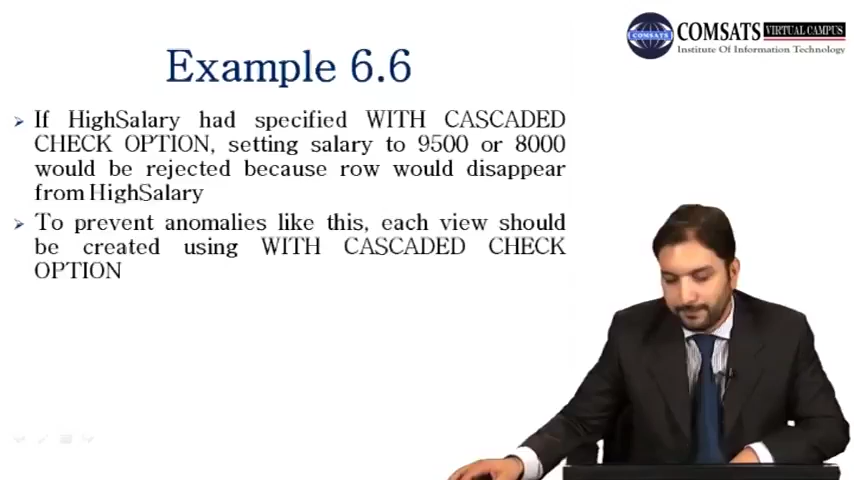 COMSATS VIRTUAL CAMPUS
COMSATS
Institute Of Information Technology
Example 6.6
If HighSalary had specified WITH CASCADED
CHECK OPTION, setting salary to 9500 or 8000
would be rejected because row would disappear
from HighSalary
To prevent anomalies like this, each view should
be created using WITH CASCADED CHECK
OPTION